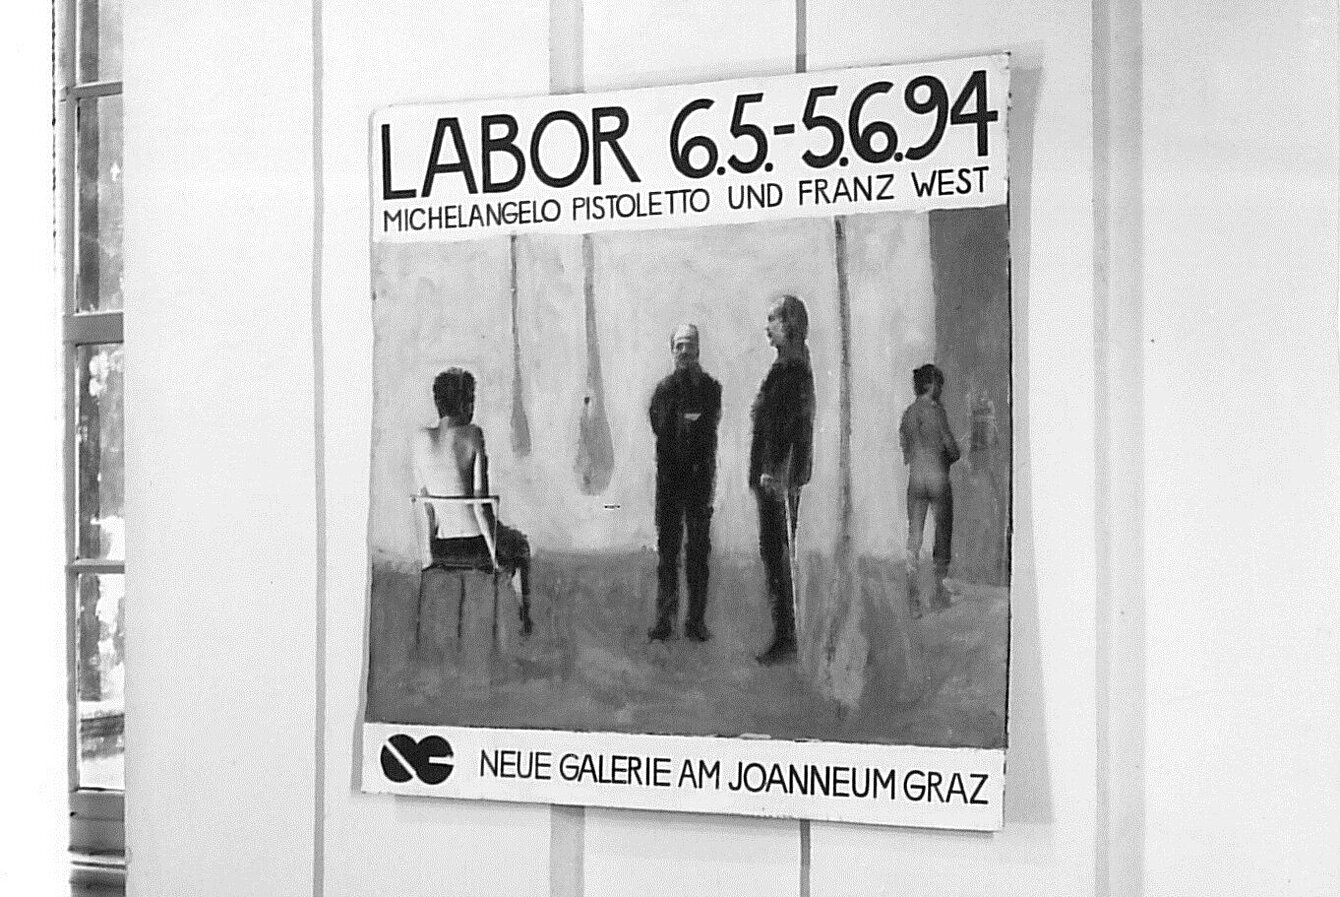 LABOR 6.5.-5.6.94
MICHELANGELO PISTOLETTO UND FRANZ WEST
NEUE GALERIE AM JOANNEUM GRAZ